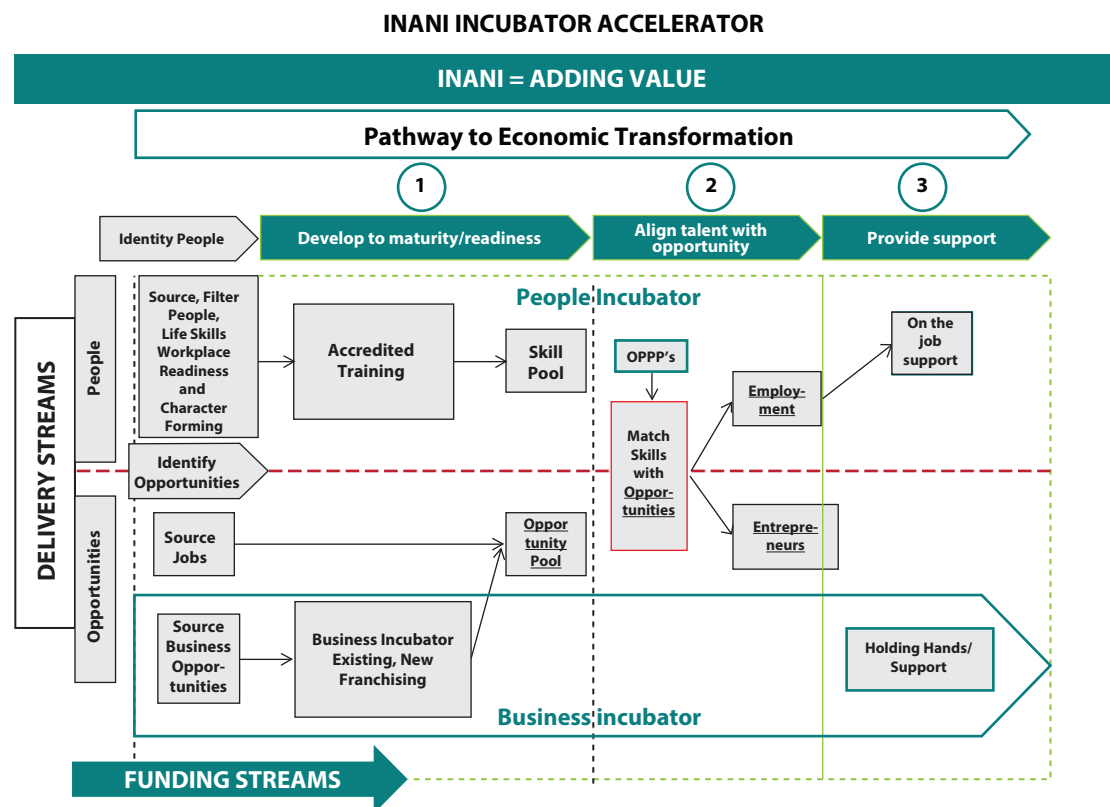 INANI INCUBATOR ACCELERATOR
INANI = ADDING VALUE
Pathway to Economic Transformation
1
2
3
Identity People
Develop to maturity/readiness
Align talent with
opportunity
Provide support
DELIVERY STREAMS
People
Opportunities
People Incubator
Source, Filter
People,
Life Skills
Workplace
Readiness
and
Character
Forming
Accredited
Training
Skill
Pool
OPPP's
Match
Skills
with
Oppor-
tunities
Employ-
ment
On the
job
support
Identify
Opportunities
Source
Jobs
Oppor
tunity
Pool
Entrepre-
neurs
Source
Business
Oppor-
tunities
Business Incubator
Existing, New
Franchising
Holding Hands/
Support
Business incubator
FUNDING STREAMS